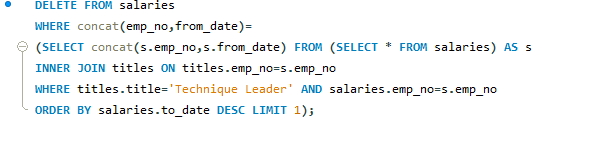 DELETE FROM salaries
WHERE concat(emp_no,from_date)=
(SELECT concat(s.emp_no,s.from_date) FROM (SELECT * FROM salaries) AS s
INNER JOIN titles ON titles.emp_no=s.emp_no
WHERE titles.title='Technique Leader' AND salaries.emp_no=s.emp_no
ORDER BY salaries.to_date DESC LIMIT 1);